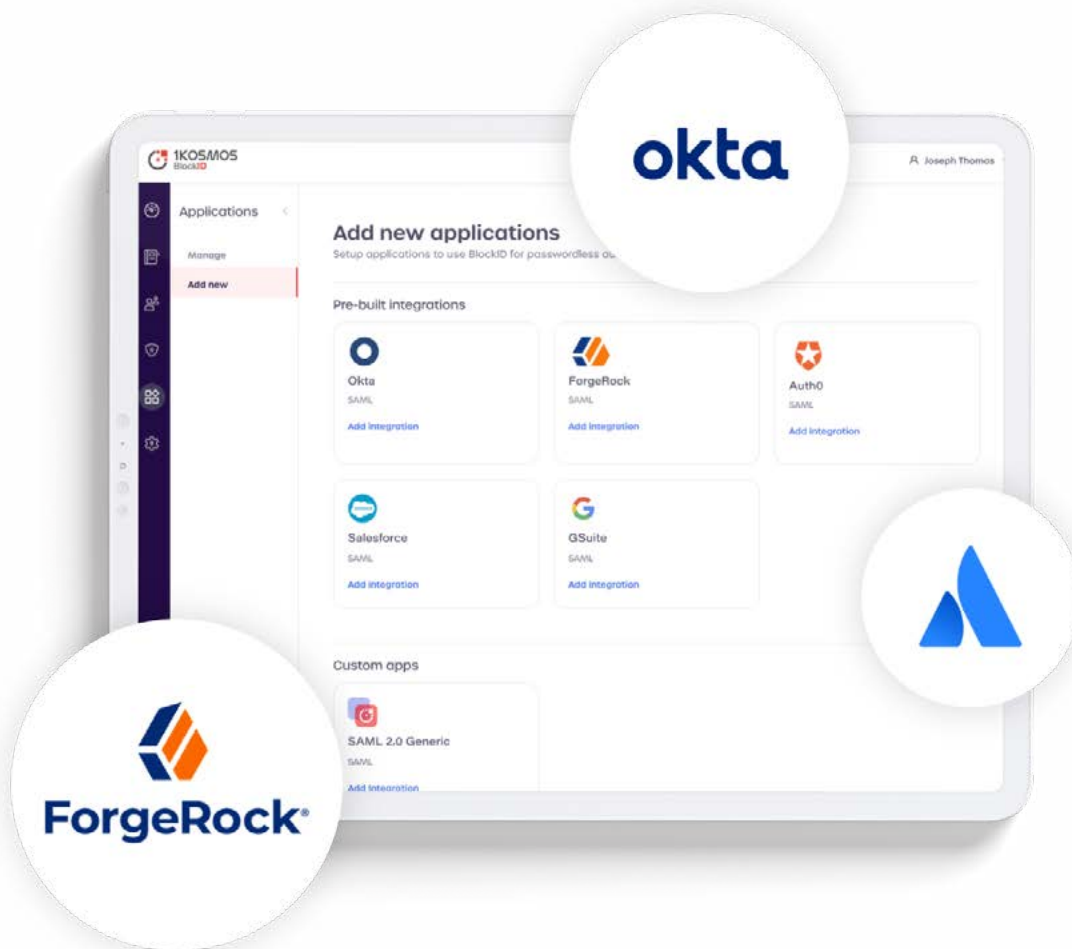 okta
1KOSMOS
BlockID
Joseph Thomas
Applications
Manage
Add new
Add new applications
Setup applications to use BlockID for passwordless
Pre-built integrations
Okta
SAML
Add integration
ForgeRock
SAML
Add integration
Auth0
SAML
Add integration
Salesforce
SAML
Add integration
GSuite
SAML
Add integration
Custom apps
SAML 2.0 Generic
SAML
Add integration
ForgeRock®